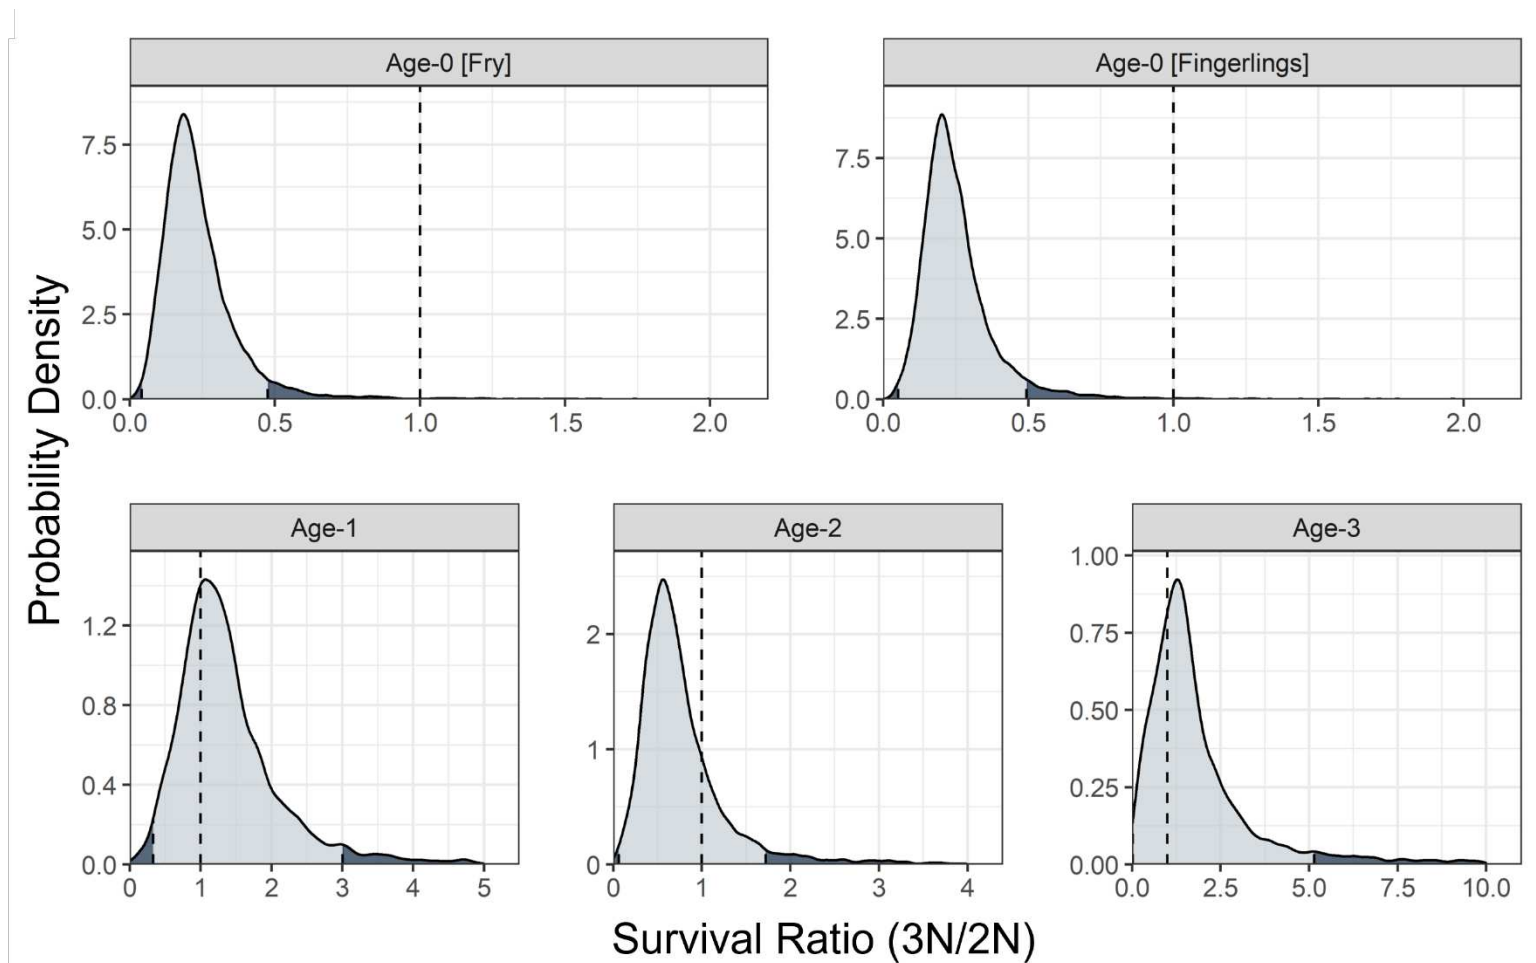 Age-0 [Fry]
Age-0 [Fingerlings]
7.5
5.0
2.5
0.0
0.0 0.5 1.0 1.5 2.0
7.5
5.0
2.5
0.0
0.0 0.5 1.0 1.5 2.0
Probability Density
Age-1
Age-2
Age-3
1.2
0.8
0.4
0.0
0 1 2 3 4 5
2
1
0
0 1 2 3 4
1.00
0.75
0.50
0.25
0.00
0.0 2.5 5.0 7.5 10.0
Survival Ratio (3N/2N)